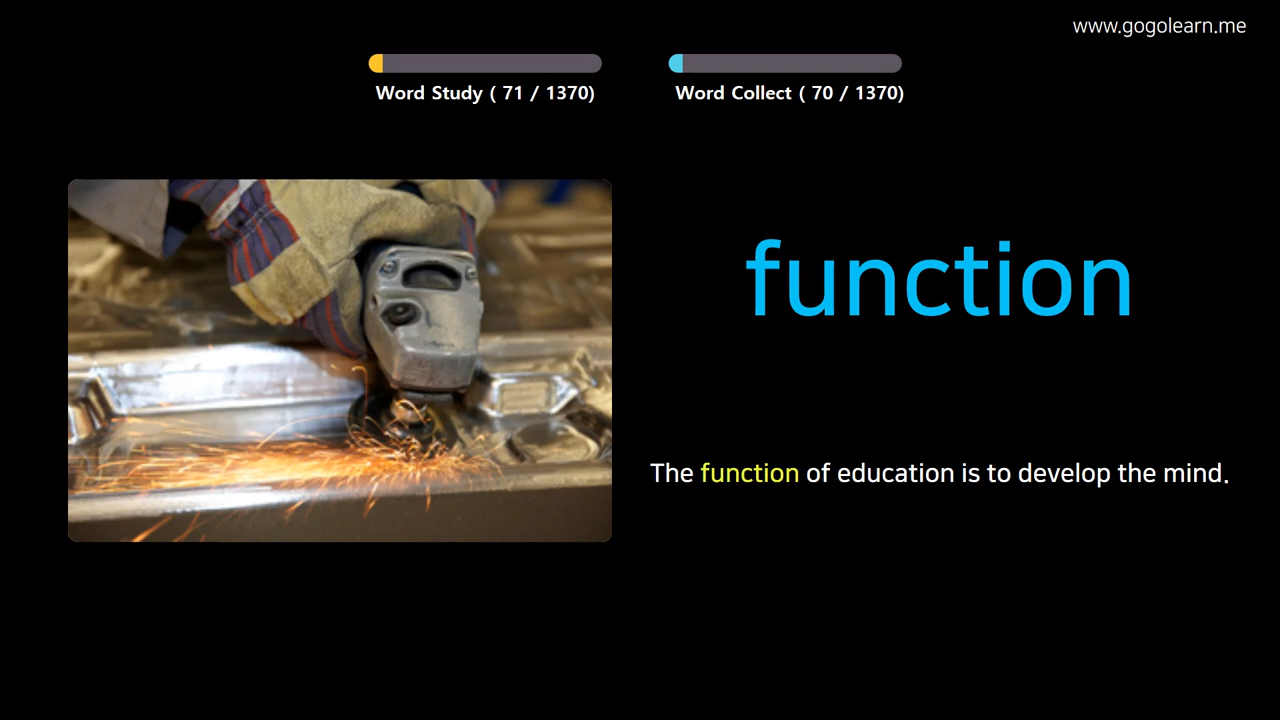 www.gogolearn.me
Word Study ( 71 / 1370)
Word Collect ( 70 / 1370)
function
The function of education is to develop the mind.